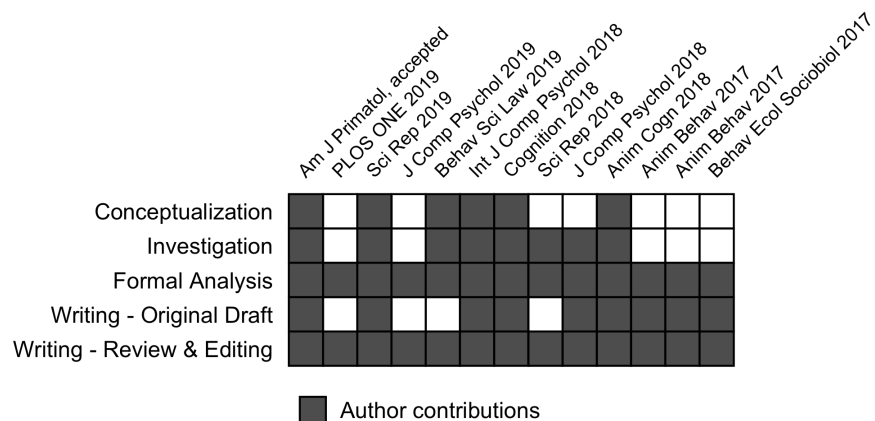 Am J Primatol, accepted
PLOS ONE 2019
Sci Rep 2019
J Comp Psychol 2019
Behav Sci Law 2019
Int J Comp Psychol 2018
Cognition 2018
Sci Rep 2018
J Comp Psychol 2018
Anim Cogn 2018
Anim Behav 2017
Anim Behav 2017
Behav Ecol Sociobiol 2017
Conceptualization
Investigation
Formal Analysis
Writing - Original Draft
Writing - Review & Editing
Author contributions